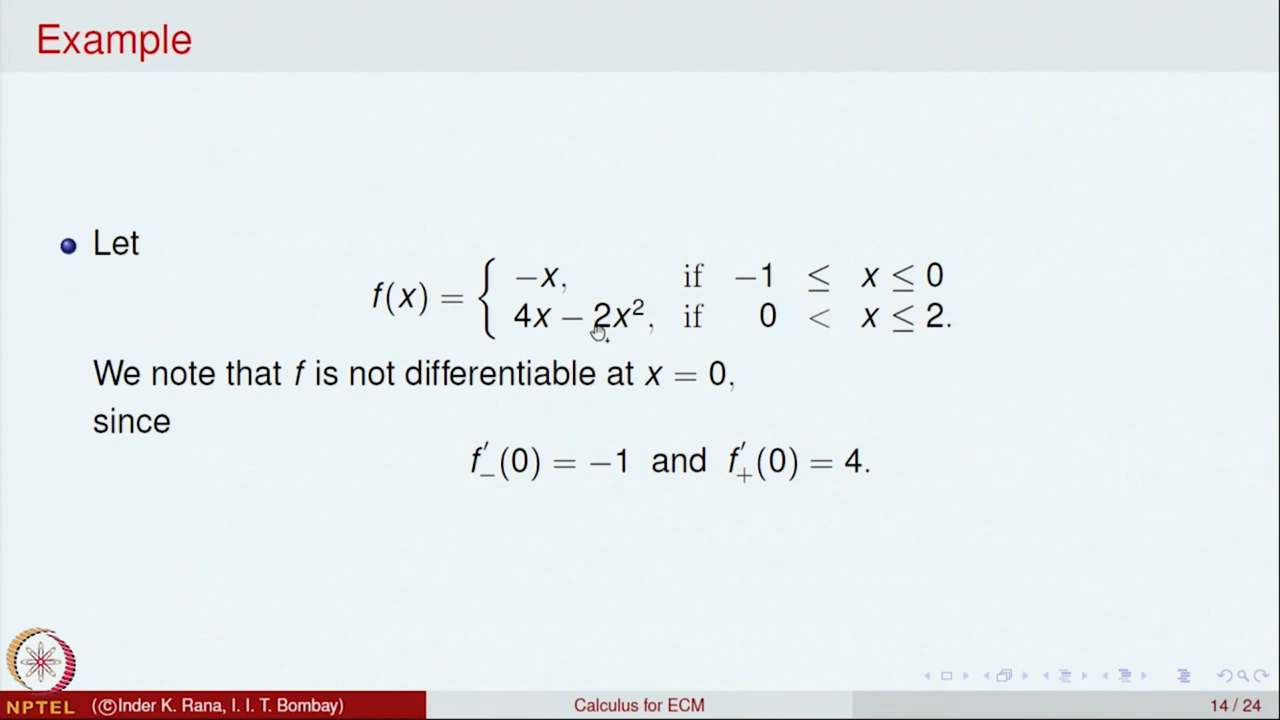 Example
Let
f(x) = { −x, if −1 ≤ x ≤ 0
4x − 2x², if 0 < x ≤ 2.
We note that f is not differentiable at x = 0,
since
f′₋(0) = −1 and f′₊(0) = 4.
NPTEL (©Inder K. Rana, I. I. T. Bombay) Calculus for ECM 14 / 24